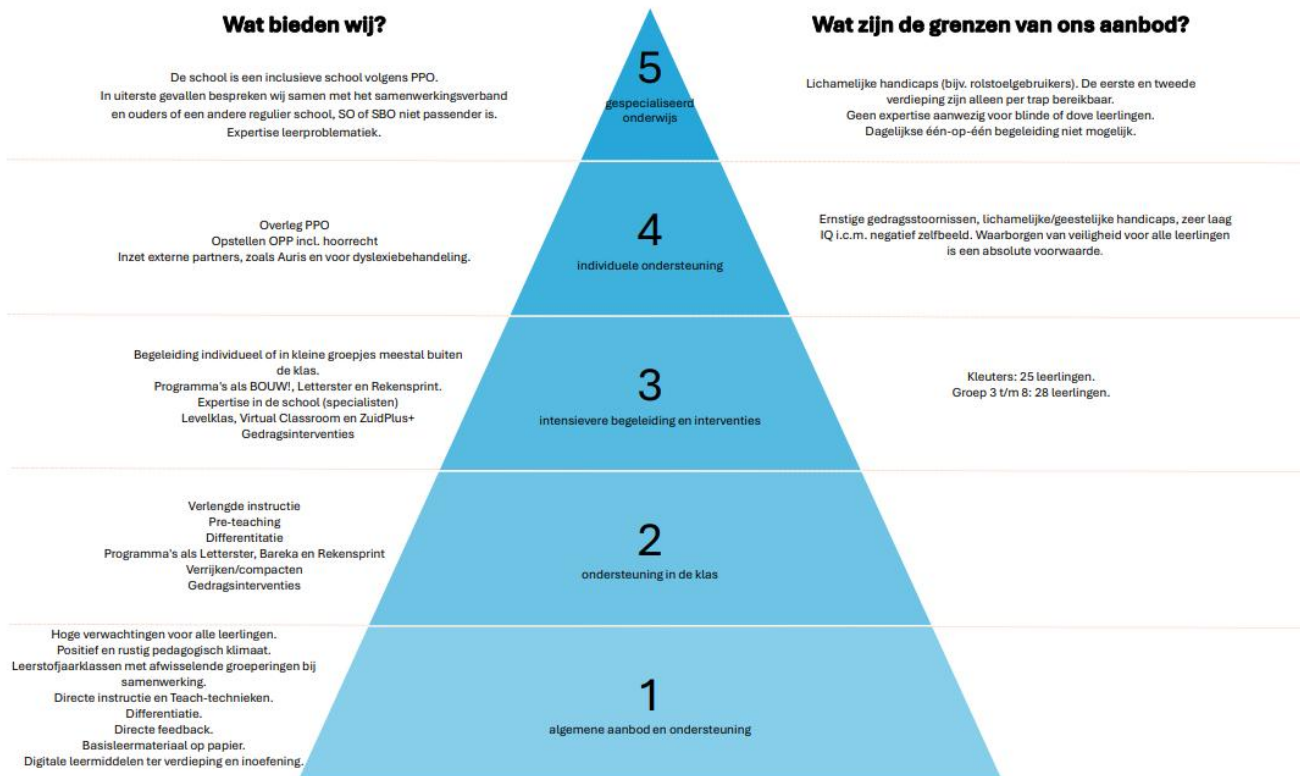 Wat bieden wij?
Wat zijn de grenzen van ons aanbod?
De school is een inclusieve school volgens PPO.
In uiterste gevallen bespreken wij samen met het samenwerkingsverband
en ouders of een andere regulier school, SO of SBO niet passender is.
Expertise leerproblematiek.
5
gespecialiseerd
onderwijs
Lichamelijke handicaps (bijv. rolstoelgebruikers). De eerste en tweede
verdieping zijn alleen per trap bereikbaar.
Geen expertise aanwezig voor blinde of dove leerlingen.
Dagelijkse één-op-één begeleiding niet mogelijk.
Overleg PPO
Opstellen OPP incl. hoorrecht
Inzet externe partners, zoals Auris en voor dyslexiebehandeling.
4
individuele ondersteuning
Ernstige gedragsstoornissen, lichamelijke/geestelijke handicaps, zeer laag
IQ i.c.m. negatief zelfbeeld. Waarborgen van veiligheid voor alle leerlingen
is een absolute voorwaarde.
Begeleiding individueel of in kleine groepjes meestal buiten
de klas.
Programma's als BOUW!, Letterster en Rekensprint.
Expertise in de school (specialisten)
Levelklas, Virtual Classroom en ZuidPlus+
Gedragsinterventies
3
intensievere begeleiding en interventies
Kleuters: 25 leerlingen.
Groep 3 t/m 8: 28 leerlingen.
Verlengde instructie
Pre-teaching
Differentitatie
Programma's als Letterster, Bareka en Rekensprint
Verrijken/compacten
Gedragsinterventies
2
ondersteuning in de klas
Hoge verwachtingen voor alle leerlingen.
Positief en rustig pedagogisch klimaat.
Leerstofjaarklassen met afwisselende groeperingen bij
samenwerking.
Directe instructie en Teach-technieken.
Differentiatie.
Directe feedback.
Basisleermateriaal op papier.
Digitale leermiddelen ter verdieping en inoefening.
1
algemene aanbod en ondersteuning